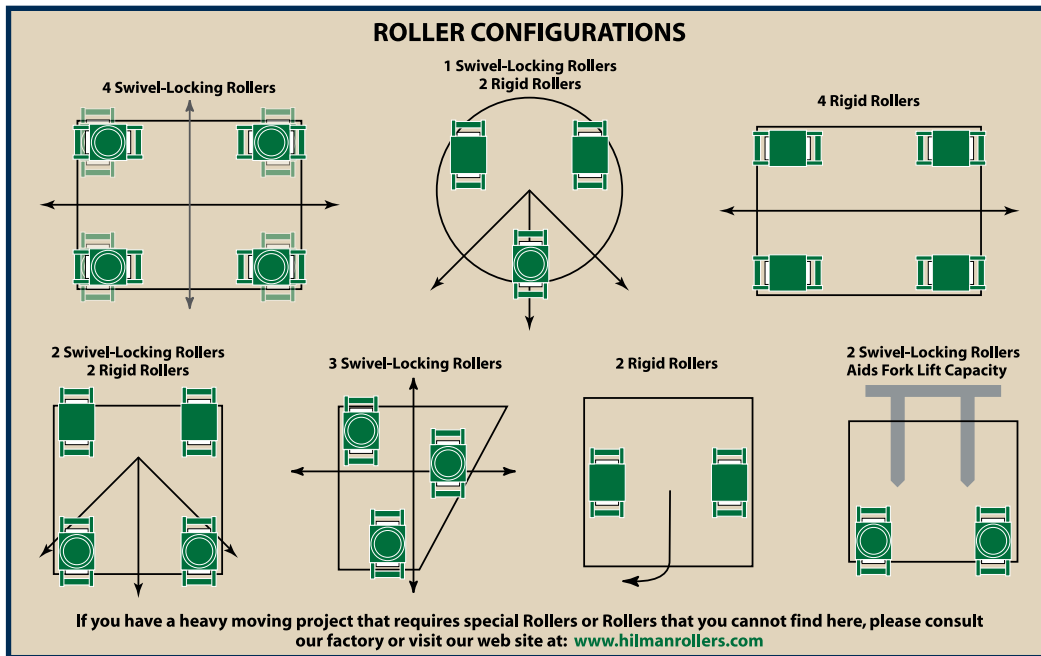 ROLLER CONFIGURATIONS
4 Swivel-Locking Rollers
1 Swivel-Locking Rollers
2 Rigid Rollers
4 Rigid Rollers
2 Swivel-Locking Rollers
2 Rigid Rollers
3 Swivel-Locking Rollers
2 Rigid Rollers
2 Swivel-Locking Rollers
Aids Fork Lift Capacity
If you have a heavy moving project that requires special Rollers or Rollers that you cannot find here, please consult
our factory or visit our web site at: www.hilmanrollers.com